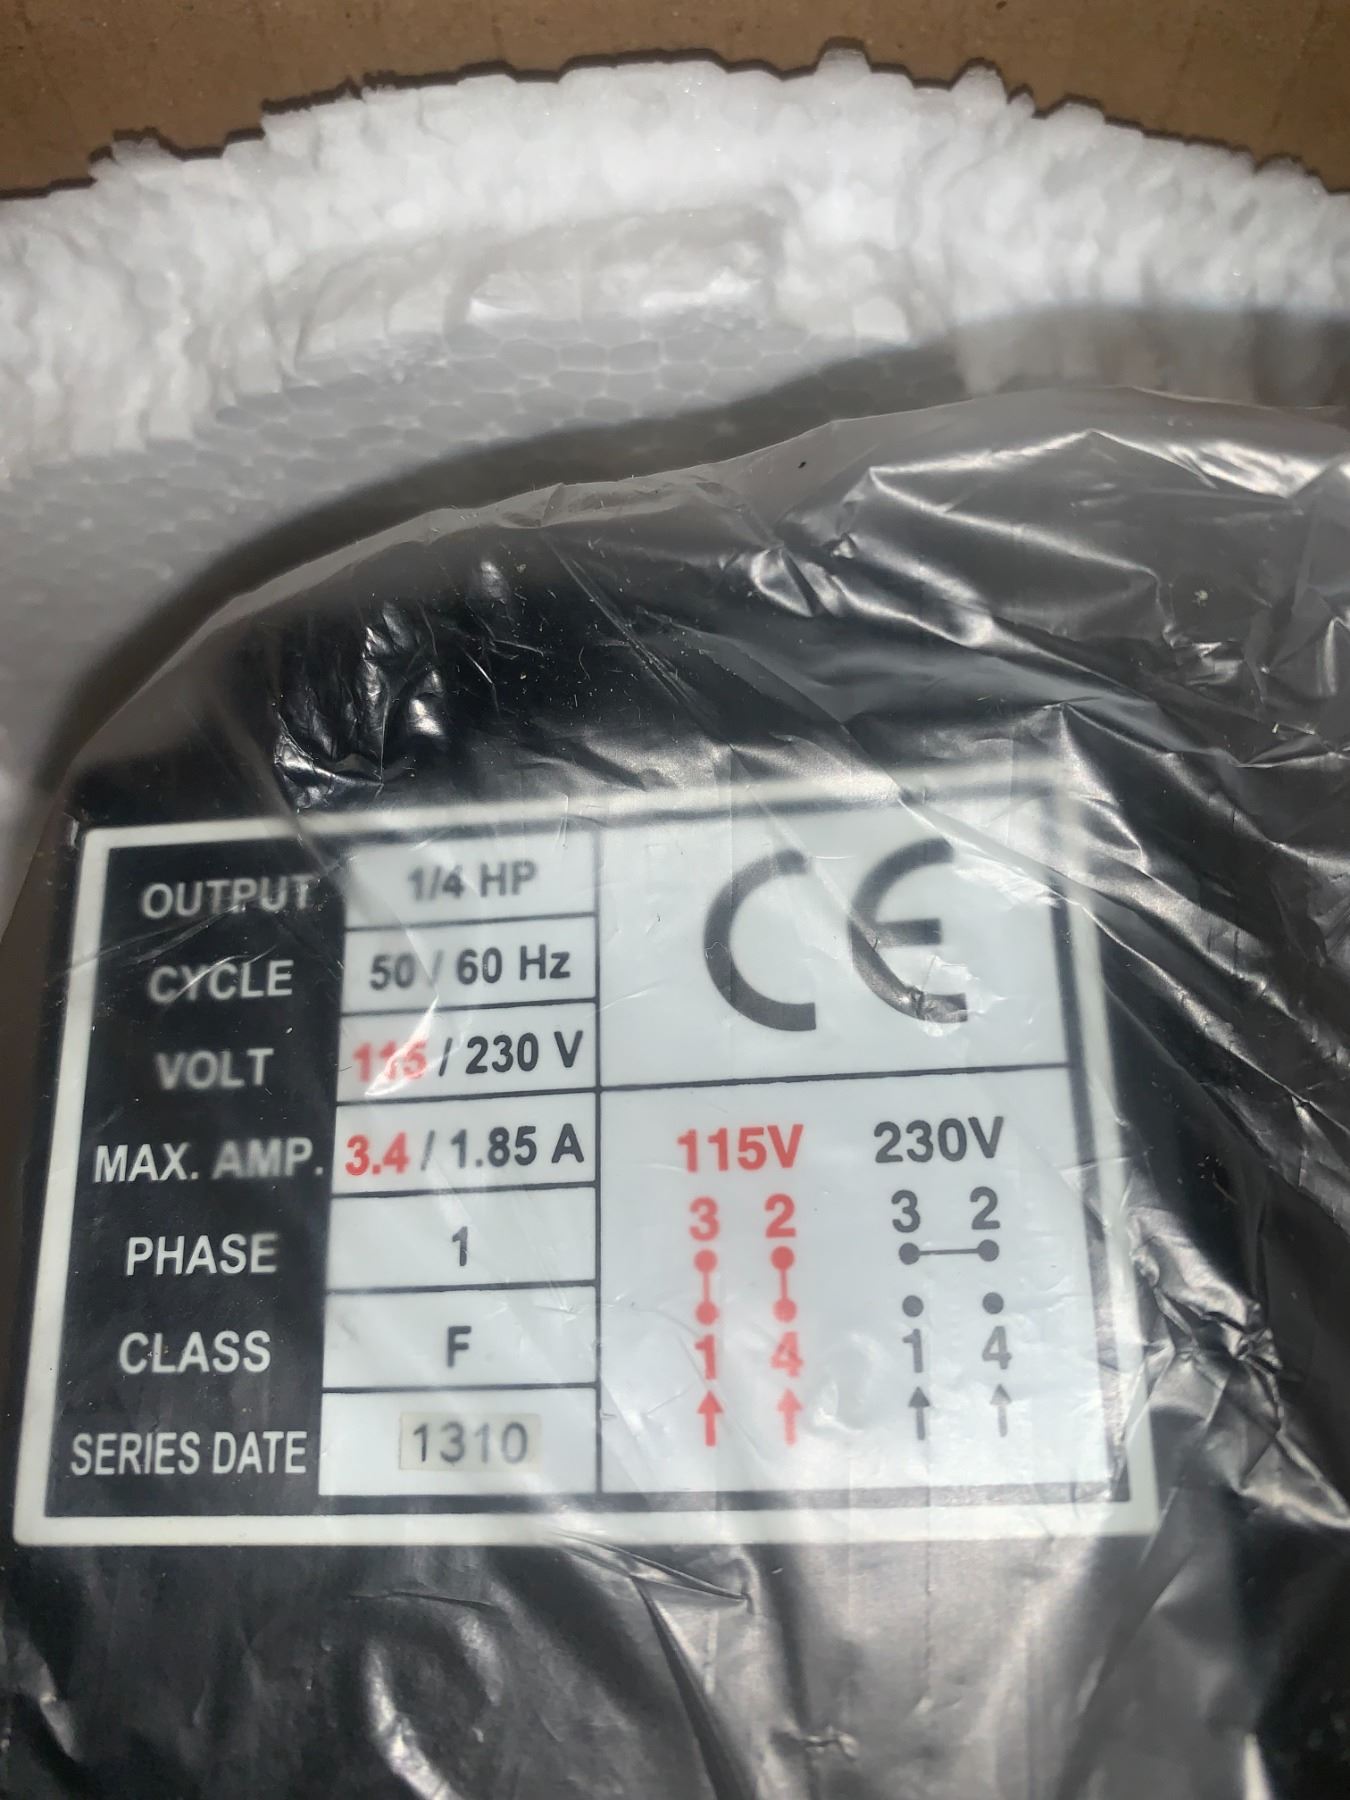 OUTPUT 1/4 HP
CYCLE 50 / 60 Hz
VOLT 115 / 230 V
MAX. AMP. 3.4 / 1.85 A
PHASE 1
CLASS F
SERIES DATE 1310
CE
115V 230V
3 2 3 2
1 4 1 4